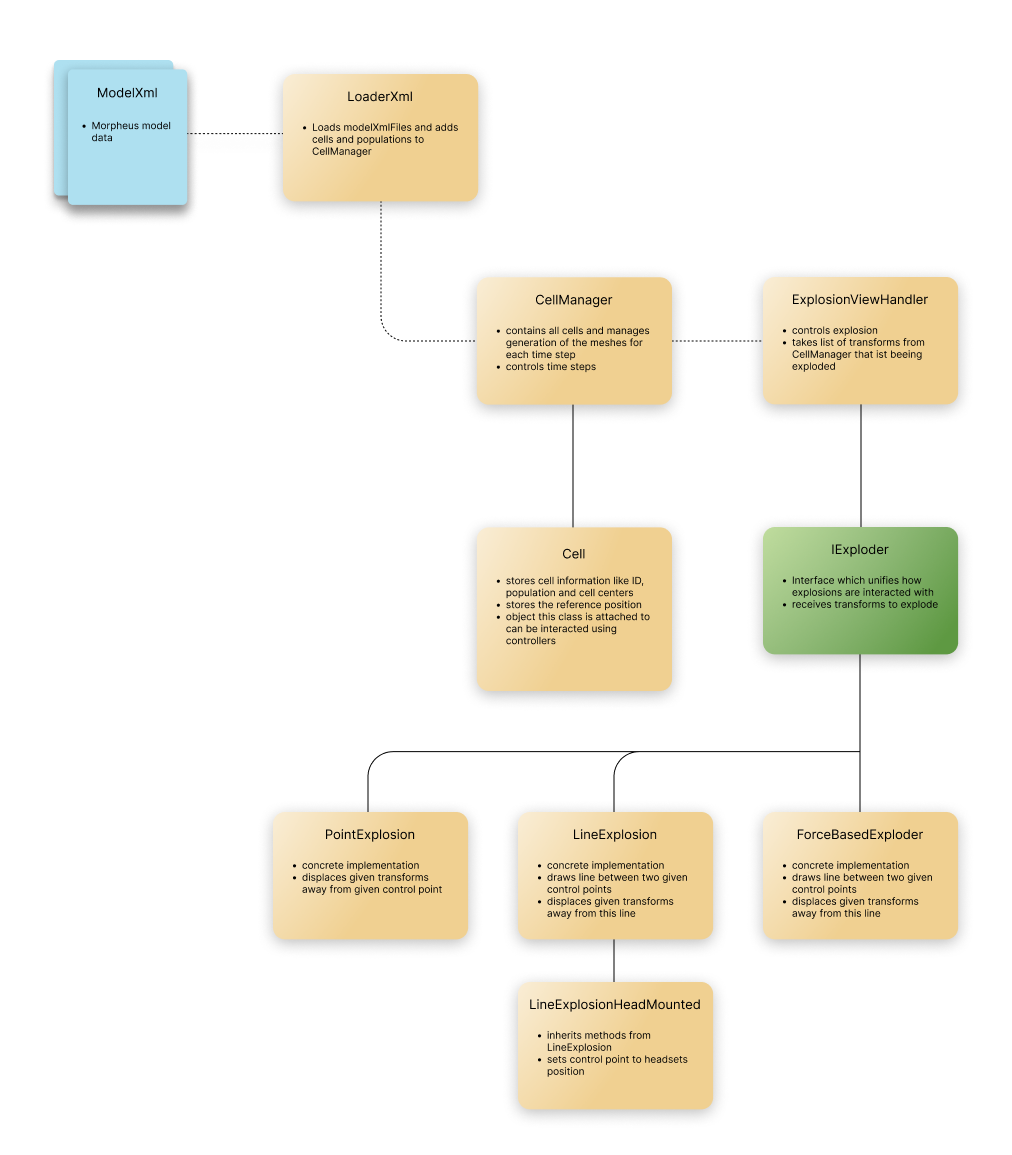 ModelXml
• Morpheus model
data
LoaderXml
• Loads modelXmlFiles and adds
cells and populations to
CellManager
CellManager
• contains all cells and manages
generation of the meshes for
each time step
• controls time steps
ExplosionViewHandler
• controls explosion
• takes list of transforms from
CellManager that ist beeing
exploded
Cell
• stores cell information like ID,
population and cell centers
• stores the reference position
• object this class is attached to
can be interacted using
controllers
IExploder
• Interface which unifies how
explosions are interacted with
• receives transforms to explode
PointExplosion
• concrete implementation
• displaces given transforms
away from given control point
LineExplosion
• concrete implementation
• draws line between two given
control points
• displaces given transforms
away from this line
ForceBasedExploder
• concrete implementation
• draws line between two given
control points
• displaces given transforms
away from this line
LineExplosionHeadMounted
• inherits methods from
LineExplosion
• sets control point to headsets
position